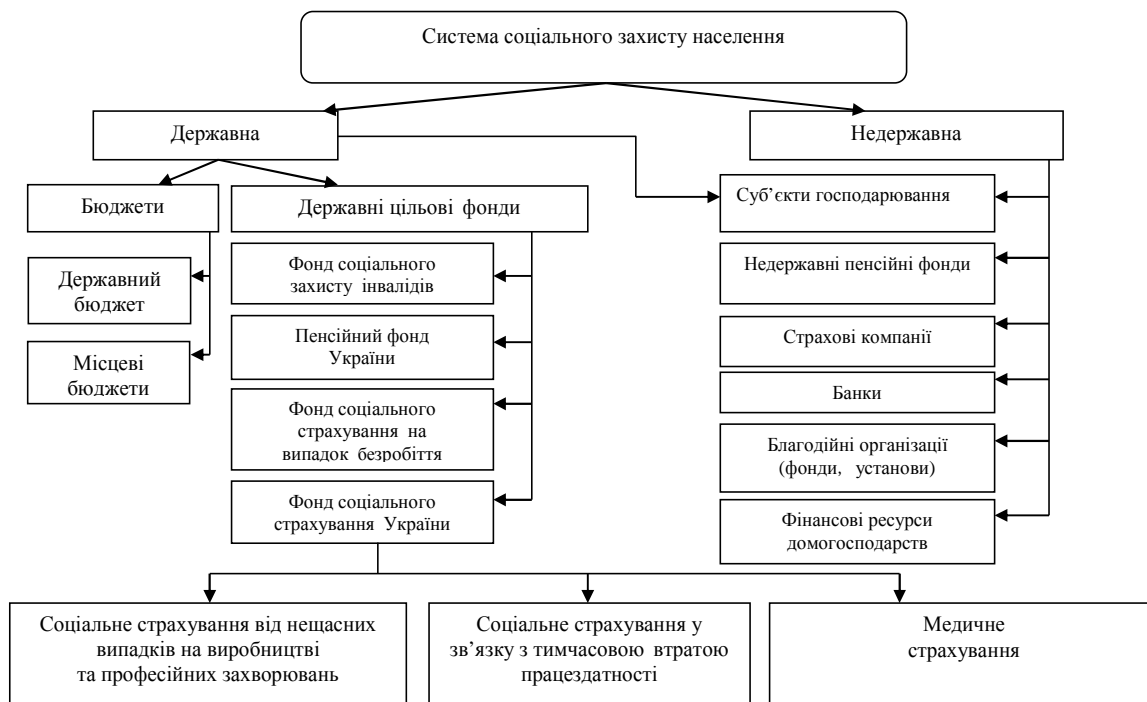 Система соціального захисту населення
Державна
Недержавна
Бюджети
Державні цільові фонди
Суб’єкти господарювання
Державний
бюджет
Місцеві
бюджети
Фонд соціального
захисту інвалідів
Пенсійний фонд
України
Фонд соціального
страхування на
випадок безробіття
Фонд соціального
страхування України
Недержавні пенсійні фонди
Страхові компанії
Банки
Благодійні організації
(фонди, установи)
Фінансові ресурси
домогосподарств
Соціальне страхування від нещасних
випадків на виробництві
та професійних захворювань
Соціальне страхування у
зв’язку з тимчасовою втратою
працездатності
Медичне
страхування